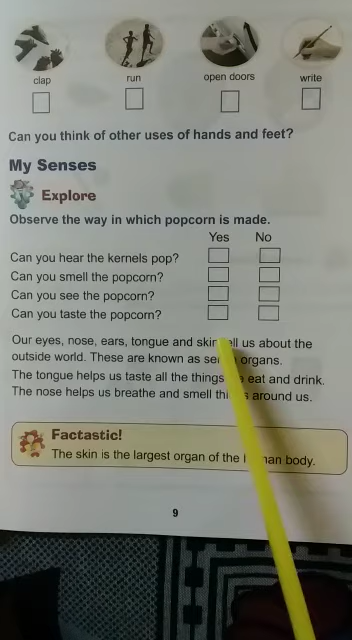 clap run open doors write
Can you think of other uses of hands and feet?
My Senses
Explore
Observe the way in which popcorn is made.
Yes No
Can you hear the kernels pop?
Can you smell the popcorn?
Can you see the popcorn?
Can you taste the popcorn?
Our eyes, nose, ears, tongue and skin tell us about the
outside world. These are known as organs.
The tongue helps us taste all the things eat and drink.
The nose helps us breathe and smell things around us.
Factastic!
The skin is the largest organ of the human body.
9